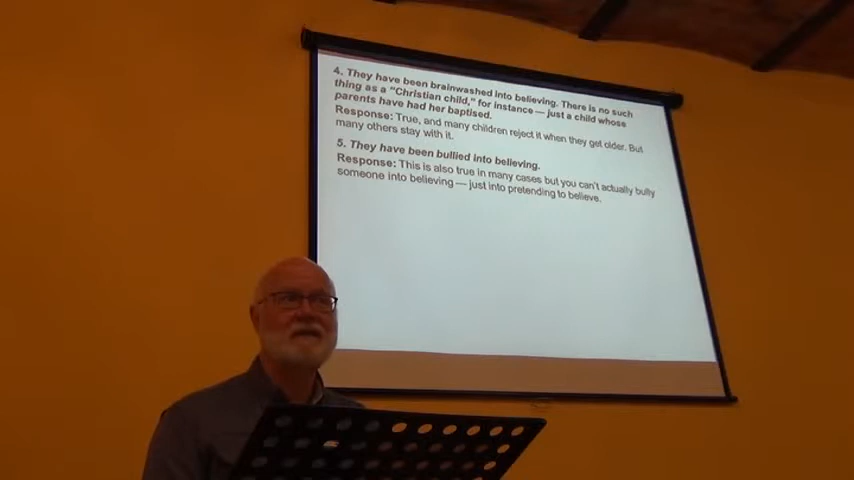 4. They have been brainwashed into believing. There is no such
thing as a "Christian child," for instance — just a child whose
parents have had her baptised.
Response: True, and many children reject it when they get older. But
many others stay with it.
5. They have been bullied into believing.
Response: This is also true in many cases but you can't actually bully
someone into believing — just into pretending to believe.